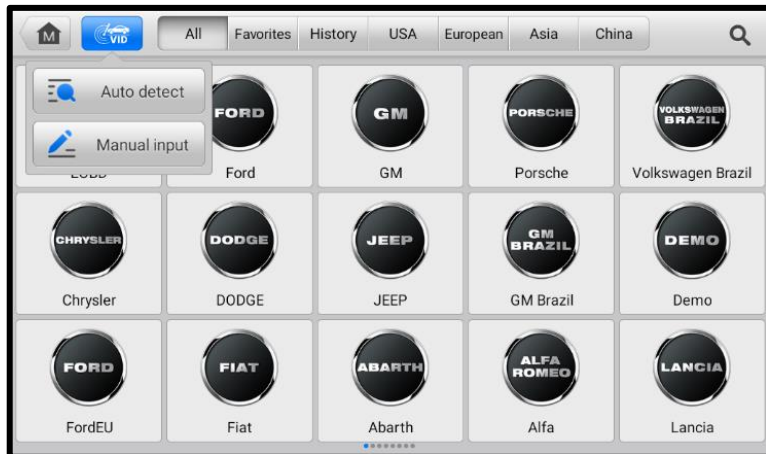 M
VID
All
Favorites
History
USA
European
Asia
China
Auto detect
Manual input
FORD
GM
PORSCHE
VOLKSWAGEN
BRAZIL
EOBD
Ford
GM
Porsche
Volkswagen Brazil
CHRYSLER
DODGE
JEEP
GM
BRAZIL
DEMO
Chrysler
DODGE
JEEP
GM Brazil
Demo
FORD
FIAT
ABARTH
ALFA
ROMEO
LANCIA
FordEU
Fiat
Abarth
Alfa
Lancia